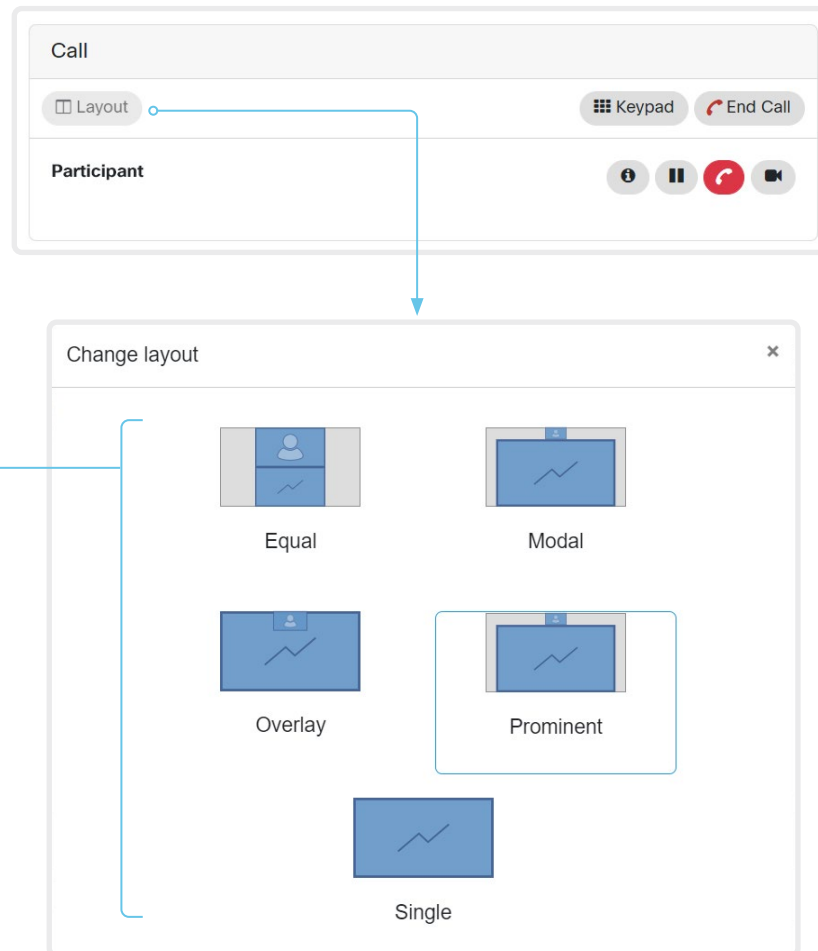 Call
Layout
Keypad
End Call
Participant
Change layout
Equal
Modal
Overlay
Prominent
Single